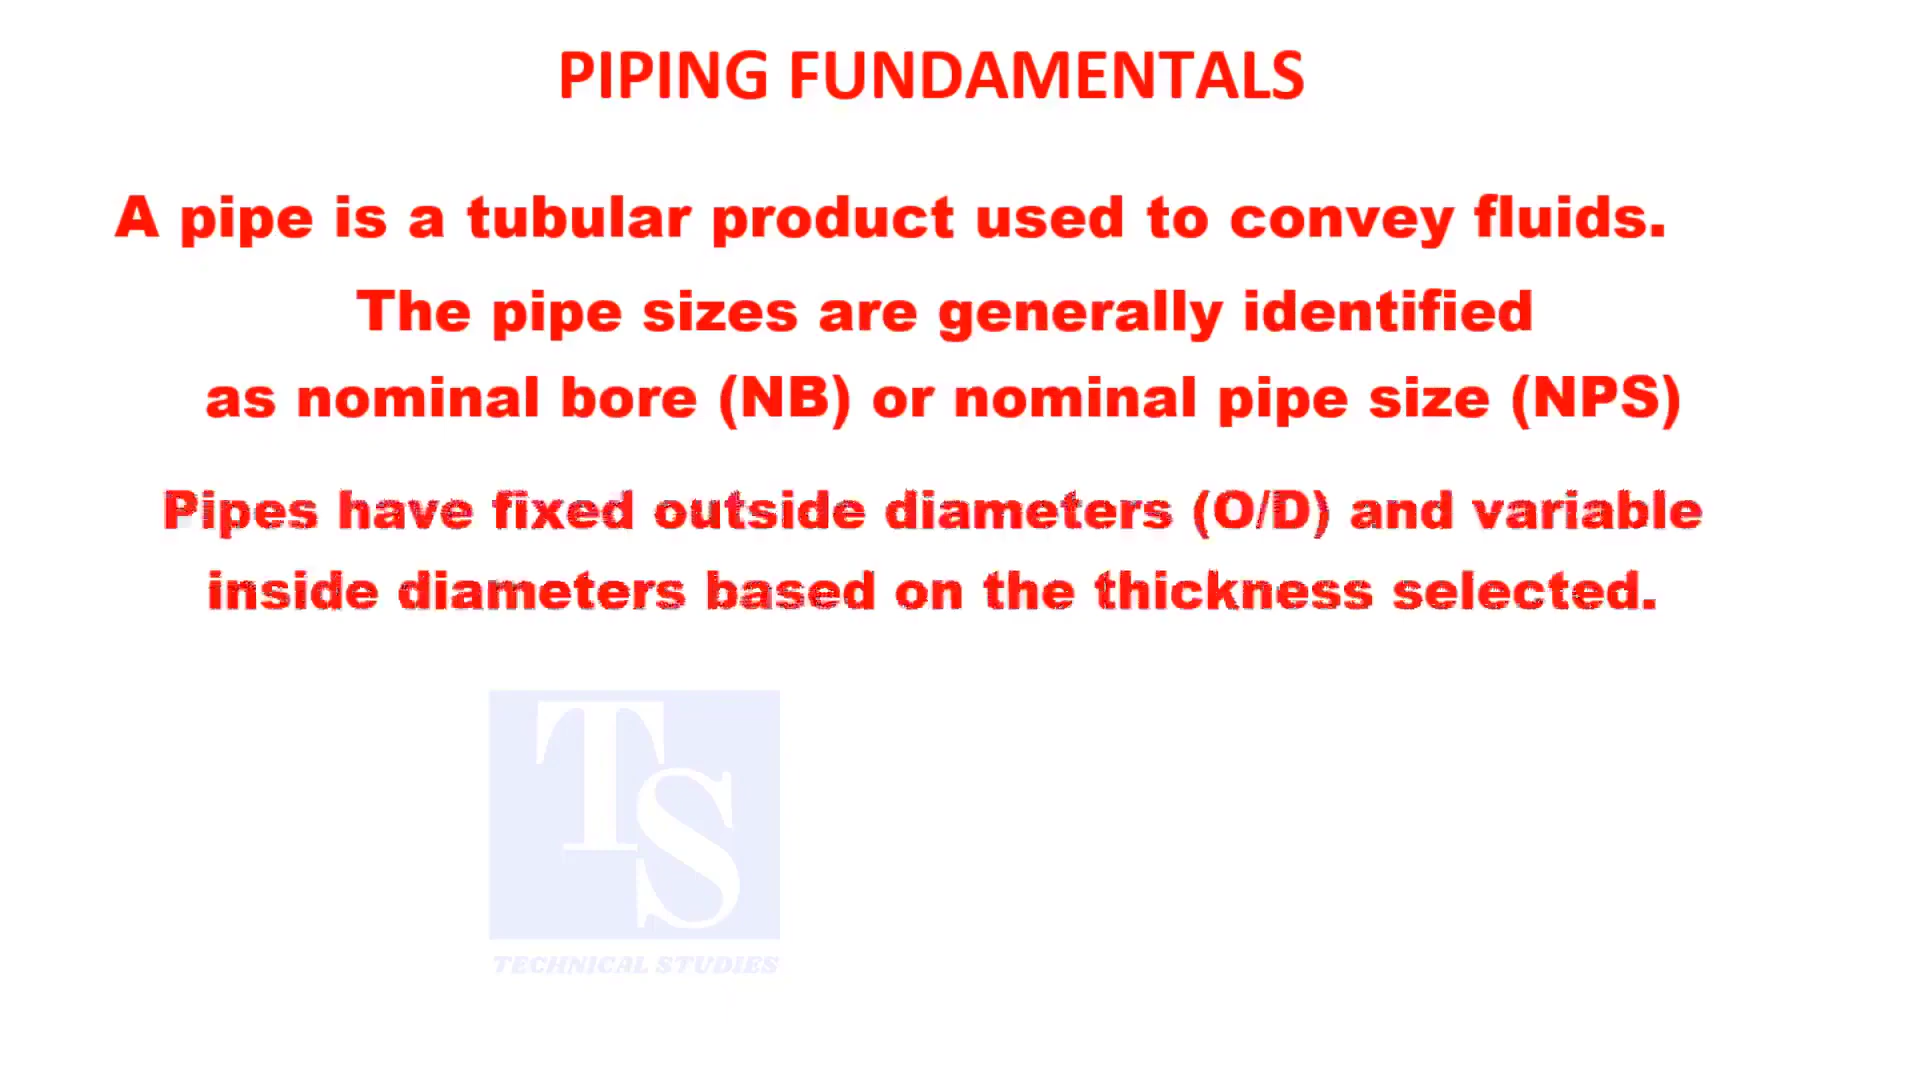 PIPING FUNDAMENTALS
A pipe is a tubular product used to convey fluids.
The pipe sizes are generally identified
as nominal bore (NB) or nominal pipe size (NPS)
Pipes have fixed outside diameters (O/D) and variable
inside diameters based on the thickness selected.
TS
TECHNICAL STUDIES